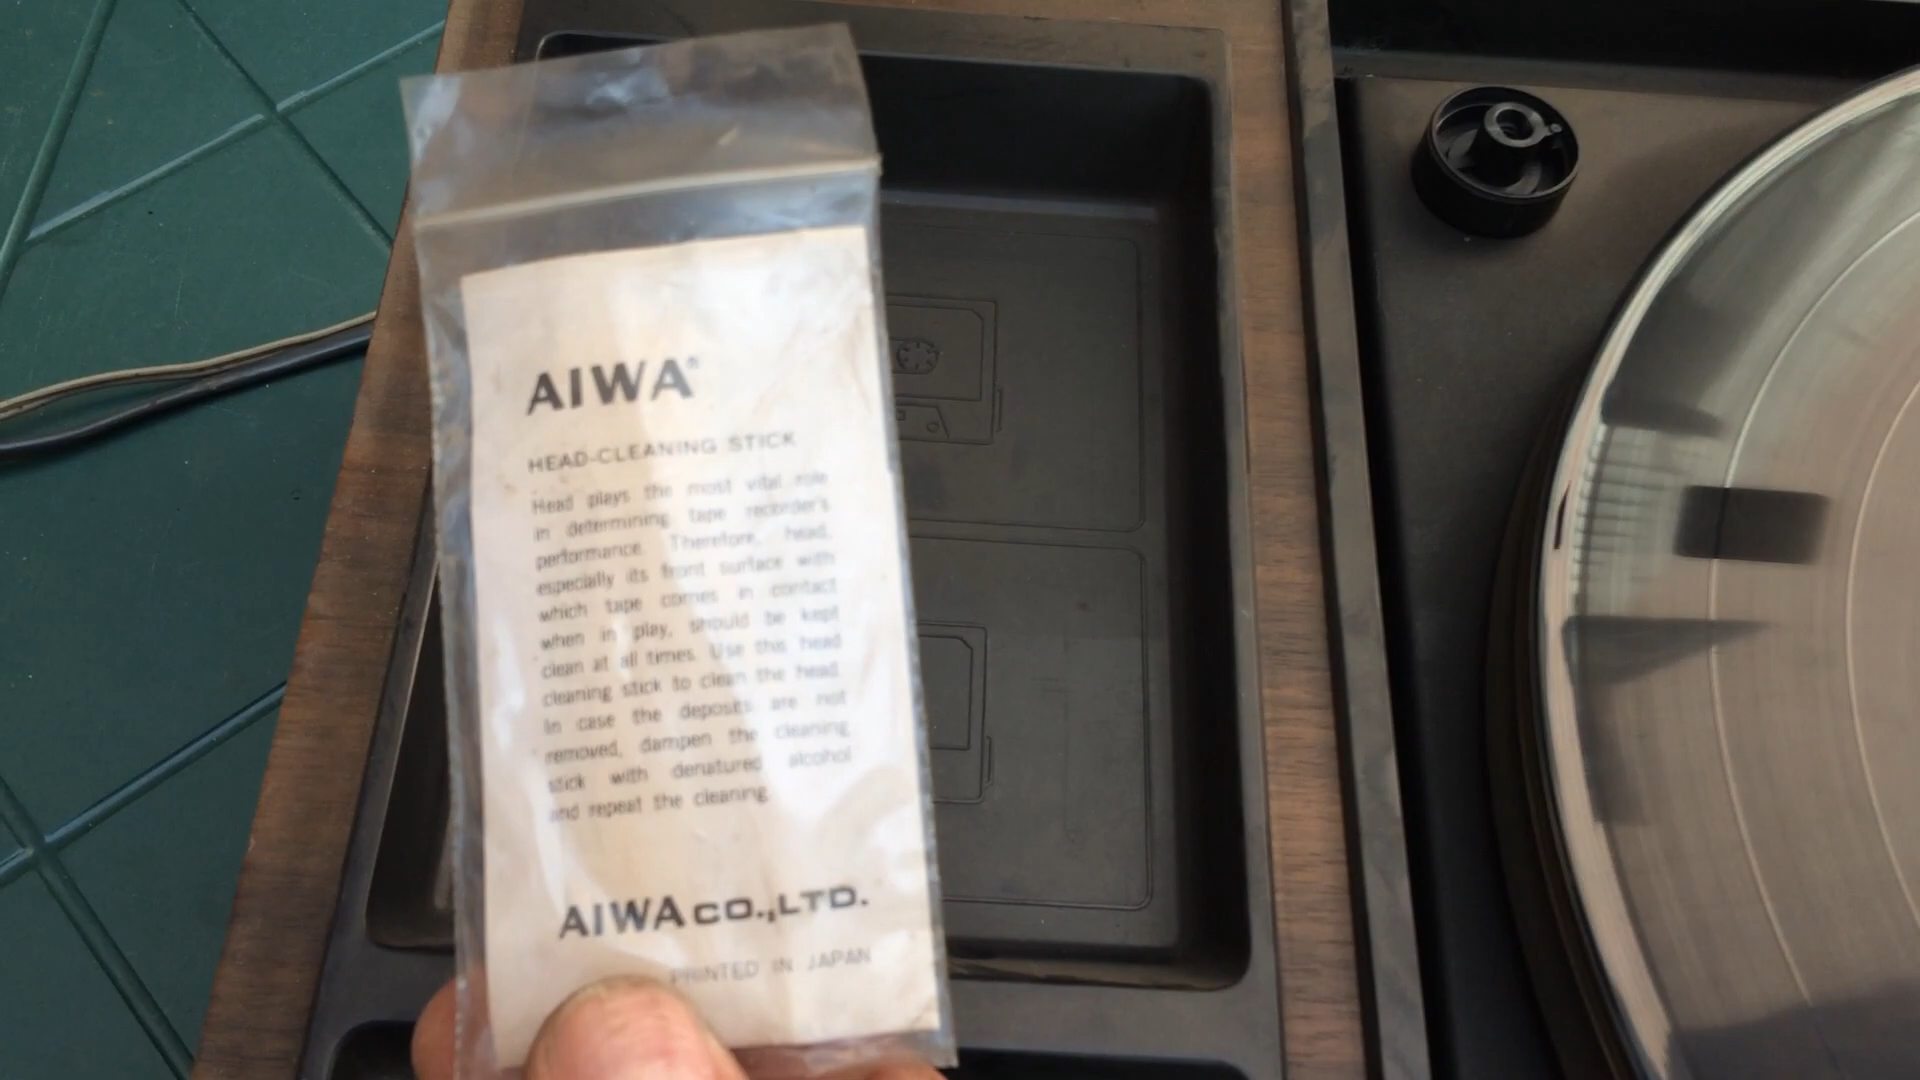 AIWA®
HEAD-CLEANING STICK
Head plays the most vital role
in determining tape recorder's
performance. Therefore, head,
especially its front surface with
which tape comes in contact
when in play, should be kept
clean at all times. Use this head
cleaning stick to clean the head.
In case the deposits are not
removed, dampen the cleaning
stick with denatured alcohol
and repeat the cleaning.
AIWA CO.,LTD.
PRINTED IN JAPAN